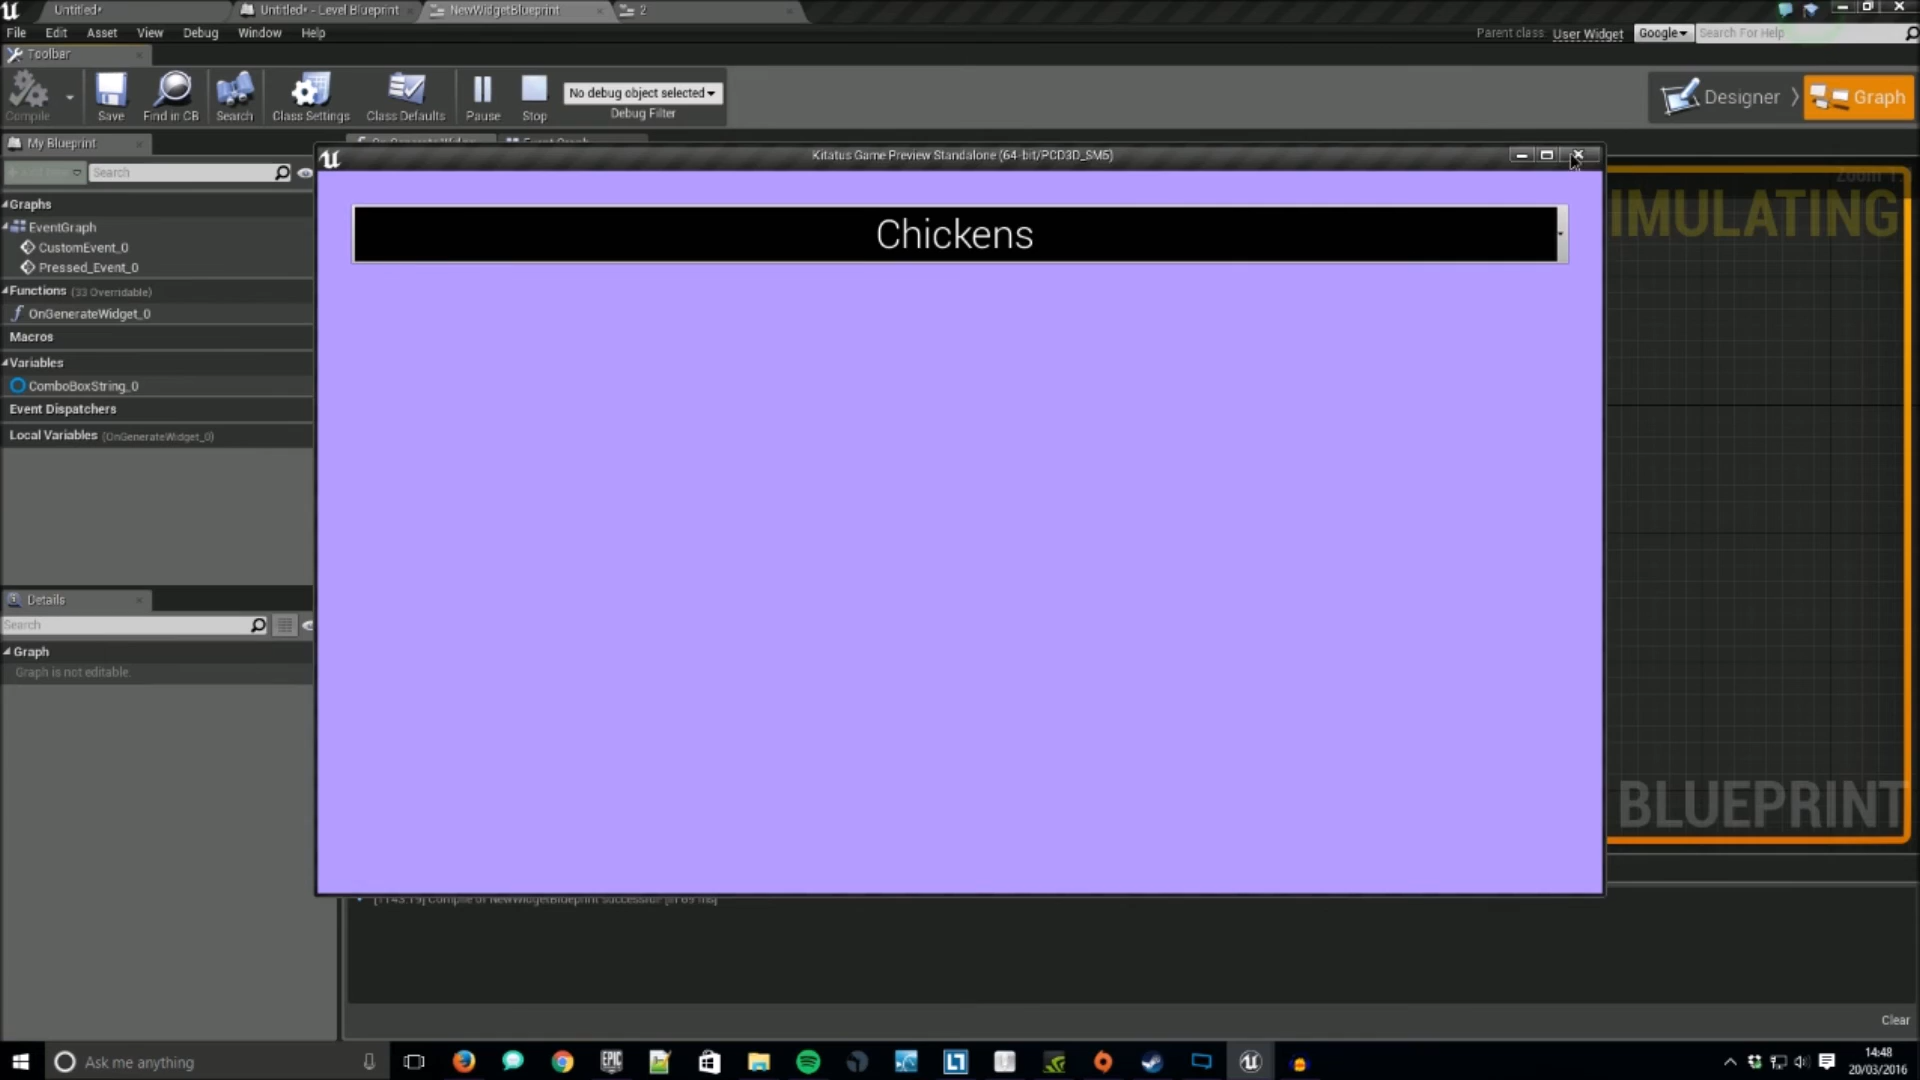 Untitled•
Untitled• - Level Blueprint
NewWidgetBlueprint
2
File Edit Asset View Debug Window Help
Parent class: User Widget
Google
Search For Help
Toolbar
Compile
Save
Find in CB
Search
Class Settings
Class Defaults
Pause
Stop
No debug object selected
Debug Filter
Designer
Graph
My Blueprint
Search
Graphs
EventGraph
CustomEvent_0
Pressed_Event_0
Functions (33 Overridable)
OnGenerateWidget_0
Macros
Variables
ComboBoxString_0
Event Dispatchers
Local Variables (OnGenerateWidget_0)
Details
Search
Graph
Graph is not editable.
Kitatus Game Preview Standalone (64-bit/PCD3D_SM5)
Chickens
IMULATING
BLUEPRINT
Clear
Ask me anything
EPIC
14:48
20/03/2016